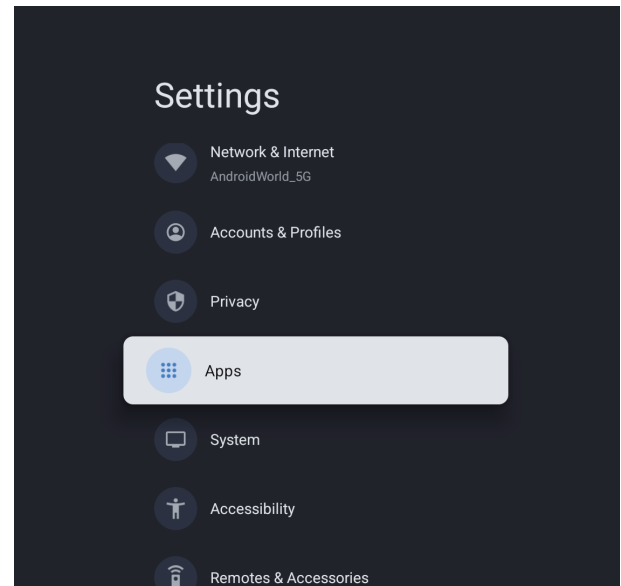 Settings
Network & Internet
AndroidWorld_5G
Accounts & Profiles
Privacy
Apps
System
Accessibility
Remotes & Accessories